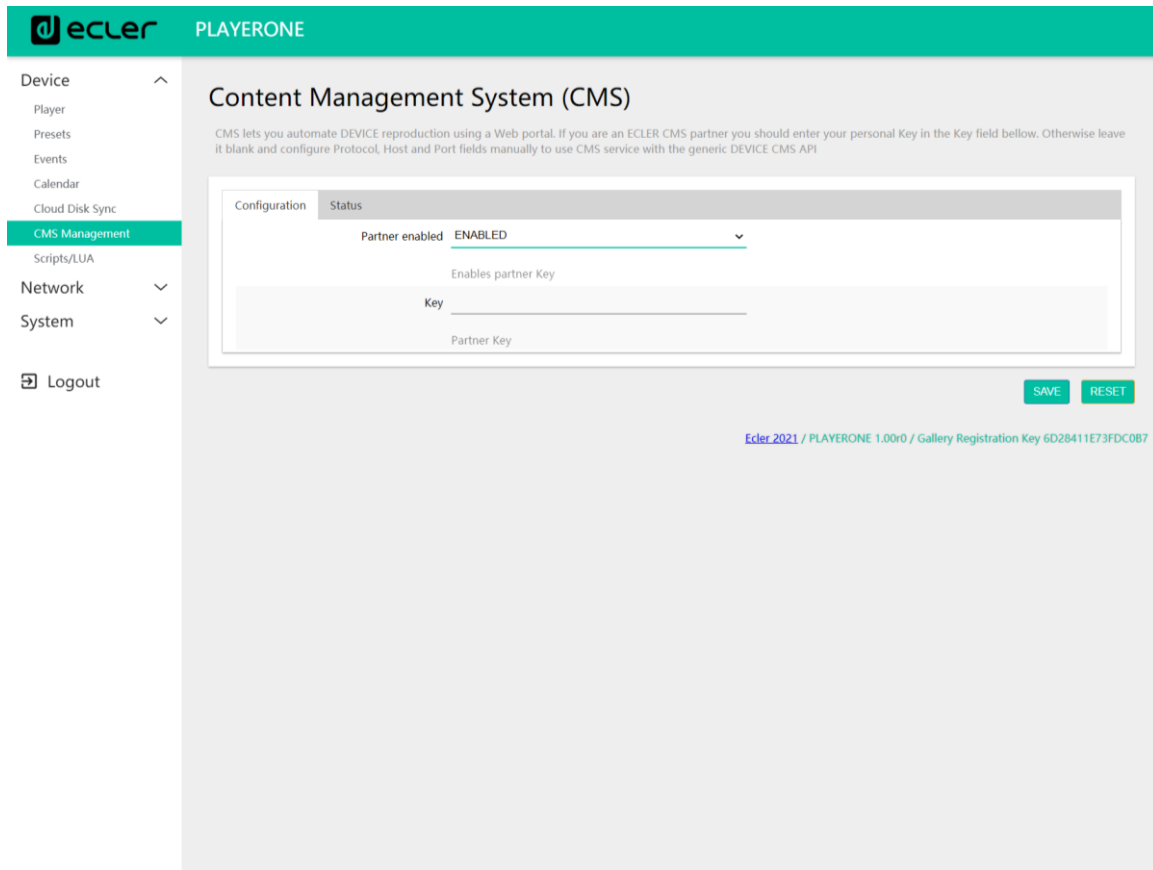 ecler
PLAYERONE
Device
Player
Presets
Events
Calendar
Cloud Disk Sync
CMS Management
Scripts/LUA
Network
System
Logout
Content Management System (CMS)
CMS lets you automate DEVICE reproduction using a Web portal. If you are an ECLER CMS partner you should enter your personal Key in the Key field bellow. Otherwise leave
it blank and configure Protocol, Host and Port fields manually to use CMS service with the generic DEVICE CMS API
Configuration Status
Partner enabled ENABLED
Enables partner Key
Key
Partner Key
SAVE RESET
Ecler 2021 / PLAYERONE 1.00r0 / Gallery Registration Key 6D28411E73FDC0B7